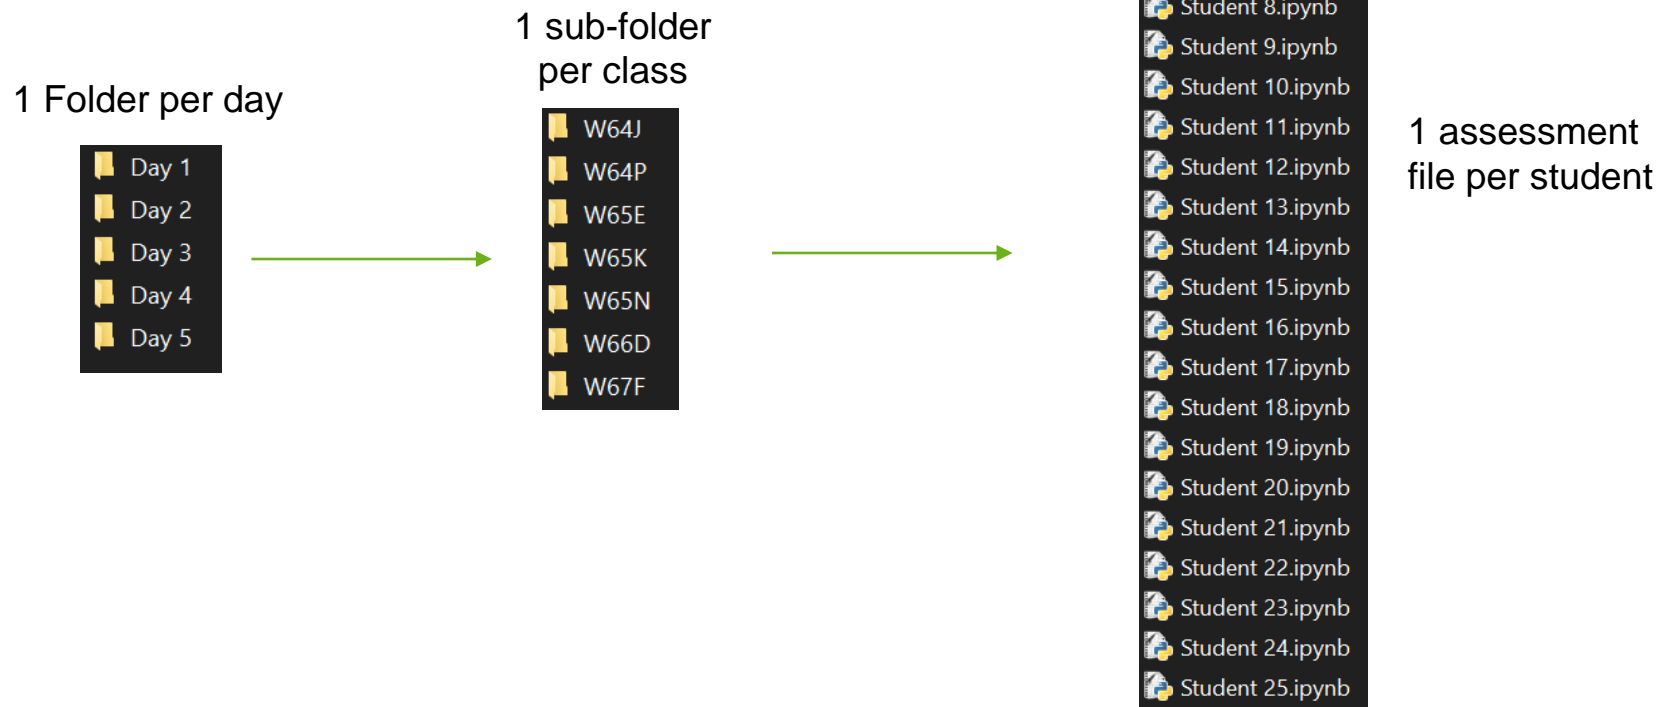 1 Folder per day
Day 1
Day 2
Day 3
Day 4
Day 5
1 sub-folder
per class
W64J
W64P
W65E
W65K
W65N
W66D
W67F
Student 8.ipynb
Student 9.ipynb
Student 10.ipynb
Student 11.ipynb
Student 12.ipynb
Student 13.ipynb
Student 14.ipynb
Student 15.ipynb
Student 16.ipynb
Student 17.ipynb
Student 18.ipynb
Student 19.ipynb
Student 20.ipynb
Student 21.ipynb
Student 22.ipynb
Student 23.ipynb
Student 24.ipynb
Student 25.ipynb
1 assessment
file per student